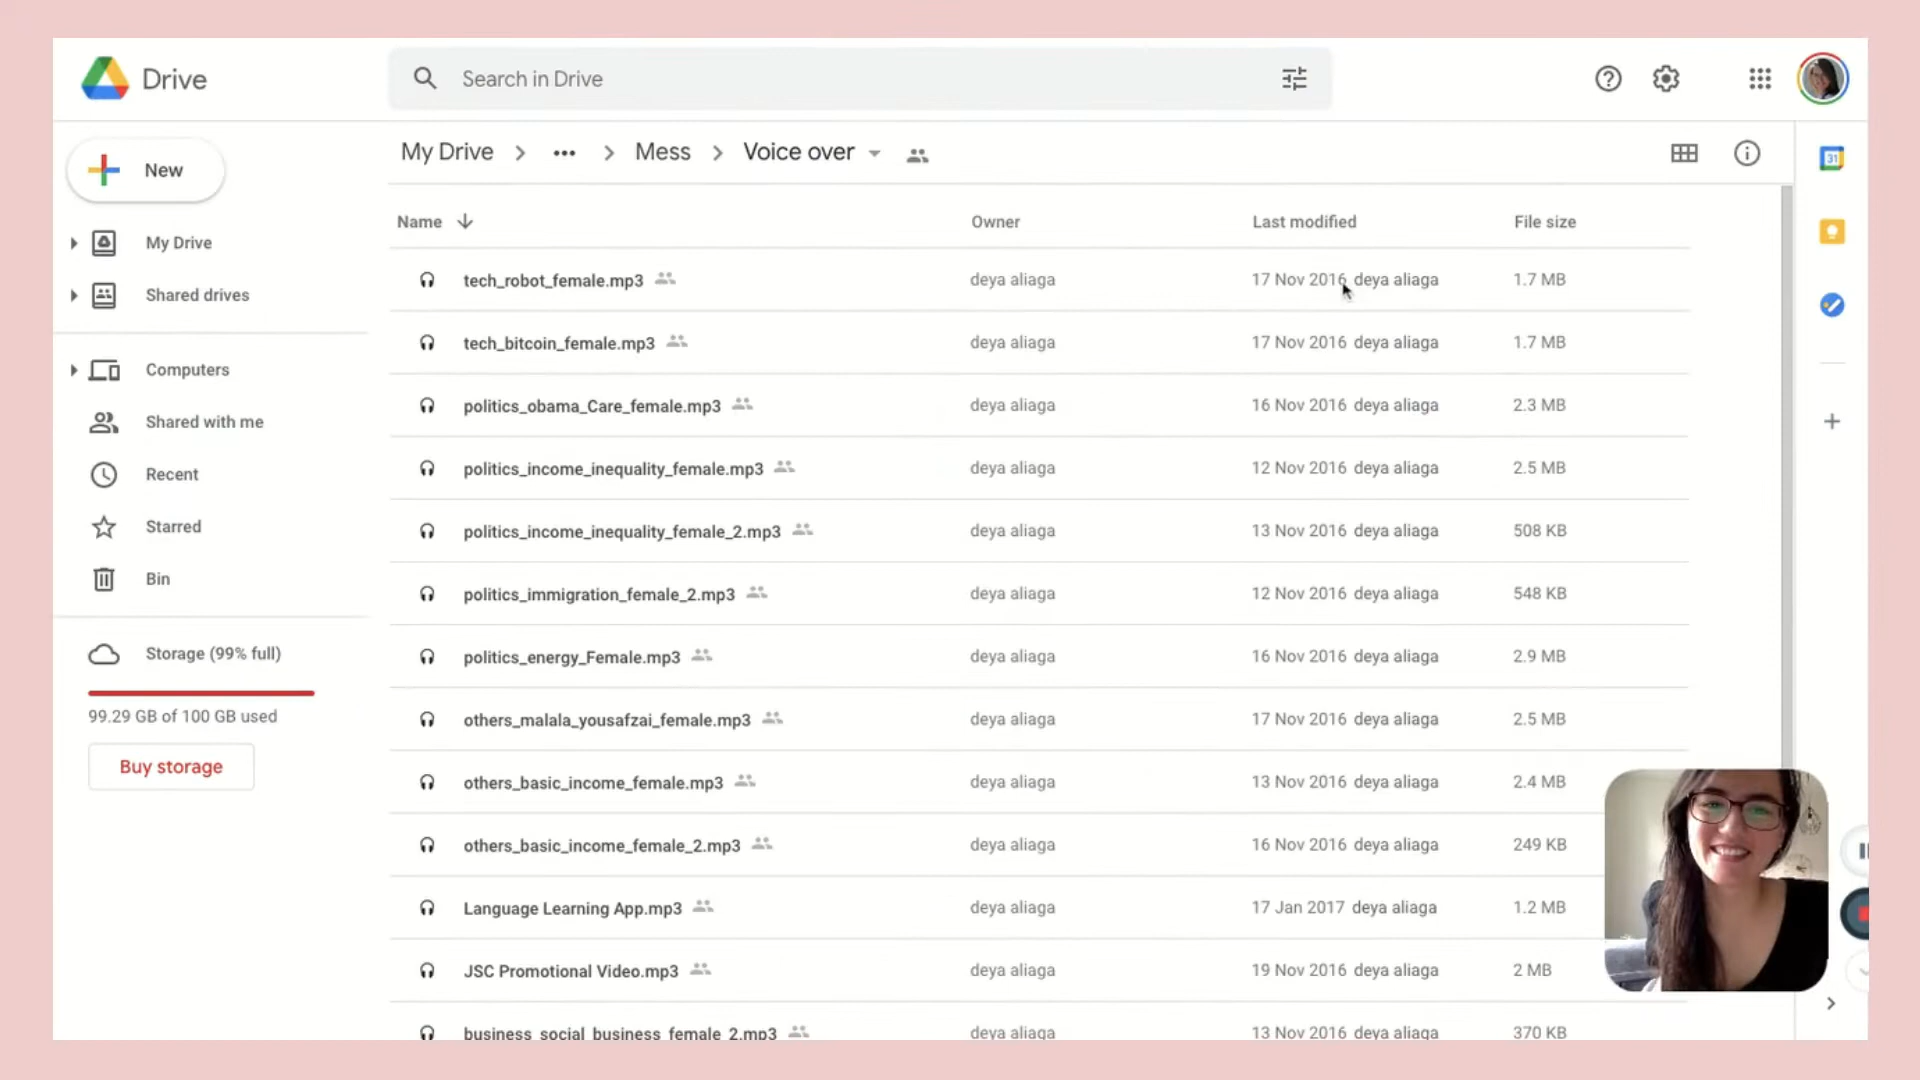 Drive
Search in Drive
My Drive > ... > Mess > Voice over
New
My Drive
Shared drives
Computers
Shared with me
Recent
Starred
Bin
Storage (99% full)
99.29 GB of 100 GB used
Buy storage
Name Owner Last modified File size
tech_robot_female.mp3 deya aliaga 17 Nov 2016 deya aliaga 1.7 MB
tech_bitcoin_female.mp3 deya aliaga 17 Nov 2016 deya aliaga 1.7 MB
politics_obama_Care_female.mp3 deya aliaga 16 Nov 2016 deya aliaga 2.3 MB
politics_income_inequality_female.mp3 deya aliaga 12 Nov 2016 deya aliaga 2.5 MB
politics_income_inequality_female_2.mp3 deya aliaga 13 Nov 2016 deya aliaga 508 KB
politics_immigration_female_2.mp3 deya aliaga 12 Nov 2016 deya aliaga 548 KB
politics_energy_Female.mp3 deya aliaga 16 Nov 2016 deya aliaga 2.9 MB
others_malala_yousafzai_female.mp3 deya aliaga 17 Nov 2016 deya aliaga 2.5 MB
others_basic_income_female.mp3 deya aliaga 13 Nov 2016 deya aliaga 2.4 MB
others_basic_income_female_2.mp3 deya aliaga 16 Nov 2016 deya aliaga 249 KB
Language Learning App.mp3 deya aliaga 17 Jan 2017 deya aliaga 1.2 MB
JSC Promotional Video.mp3 deya aliaga 19 Nov 2016 deya aliaga 2 MB
business_social_business_female_2.mp3 deya aliaga 13 Nov 2016 deya aliaga 370 KB
31